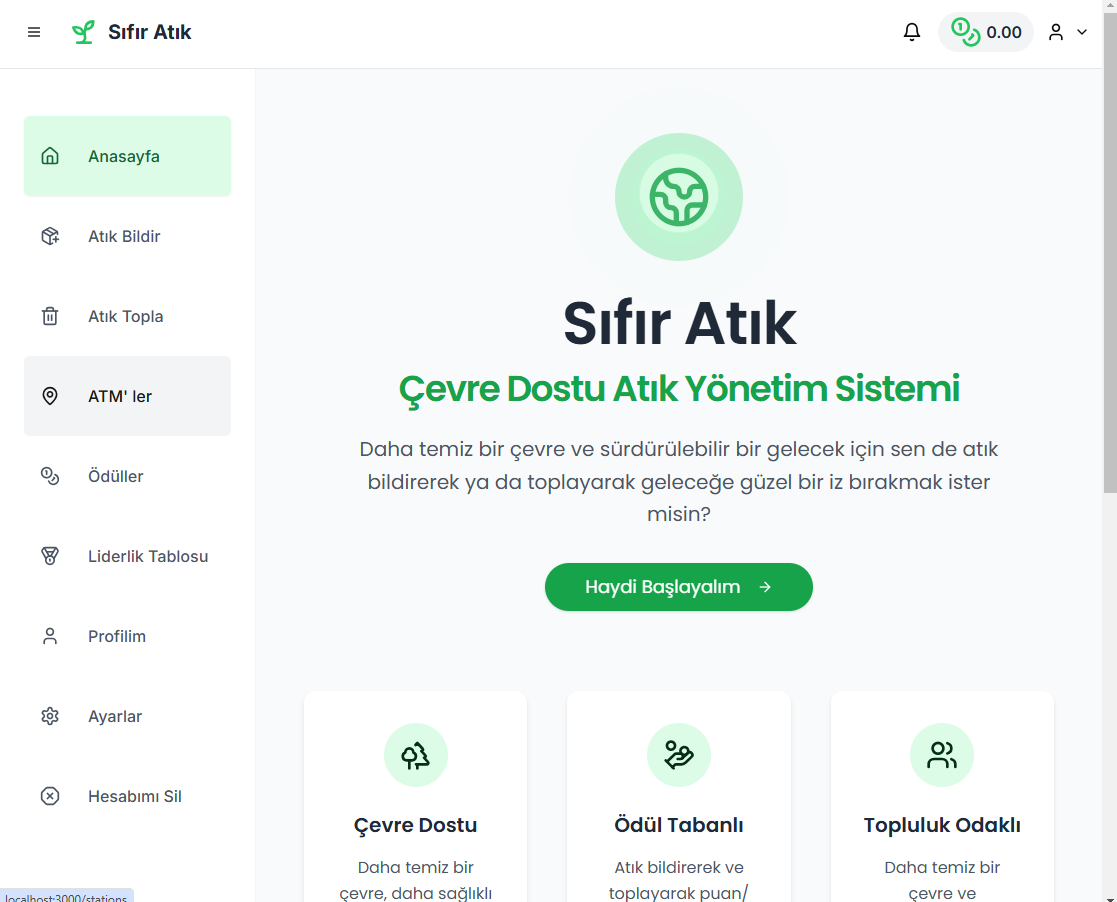 Sıfır Atık
0.00
Anasayfa
Atık Bildir
Atık Topla
ATM' ler
Ödüller
Liderlik Tablosu
Profilim
Ayarlar
Hesabımı Sil
Sıfır Atık
Çevre Dostu Atık Yönetim Sistemi
Daha temiz bir çevre ve sürdürülebilir bir gelecek için sen de atık
bildirerek ya da toplayarak geleceğe güzel bir iz bırakmak ister
misin?
Haydi Başlayalım
Çevre Dostu
Daha temiz bir
çevre, daha sağlıklı
Ödül Tabanlı
Atık bildirerek ve
toplayarak puan/
Topluluk Odaklı
Daha temiz bir
çevre ve
localhost:3000/stations